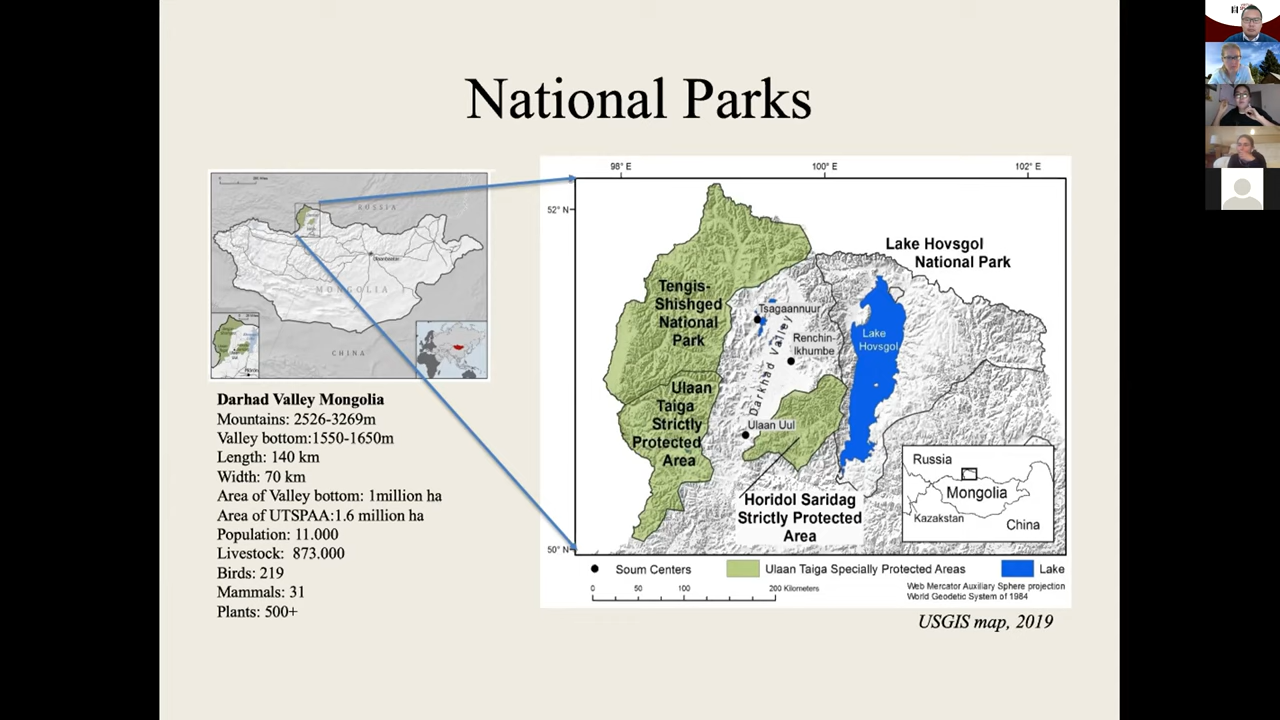 National Parks
RUSSIA
Ulaanbaatar
MONGOLIA
CHINA
Darhad Valley Mongolia
Mountains: 2526-3269m
Valley bottom:1550-1650m
Length: 140 km
Width: 70 km
Area of Valley bottom: 1million ha
Area of UTSPAA:1.6 million ha
Population: 11.000
Livestock: 873.000
Birds: 219
Mammals: 31
Plants: 500+
98° E
100° E
102° E
52° N
50° N
Lake Hovsgol
National Park
Tengis-
Shishged
National
Park
Tsagaannuur
Renchin-
lkhumbe
Darkhad Valley
Lake
Hovsgol
Ulaan
Taiga
Strictly
Protected
Area
Ulaan Uul
Horidol Saridag
Strictly Protected
Area
Russia
Mongolia
Kazakstan
China
Soum Centers
Ulaan Taiga Specially Protected Areas
Lake
0 50 100 200 Kilometers
Web Mercator Auxiliary Sphere projection
World Geodetic System of 1984
USGIS map, 2019